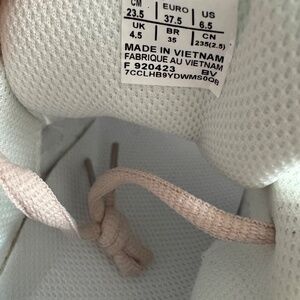 CM EURO US
23.5 37.5 6.5
UK BR CN
4.5 35 235(2.5)
MADE IN VIETNAM
FABRIQUE AU VIETNAM
F 920423 BV
7CCLHB9YDWMS0QB